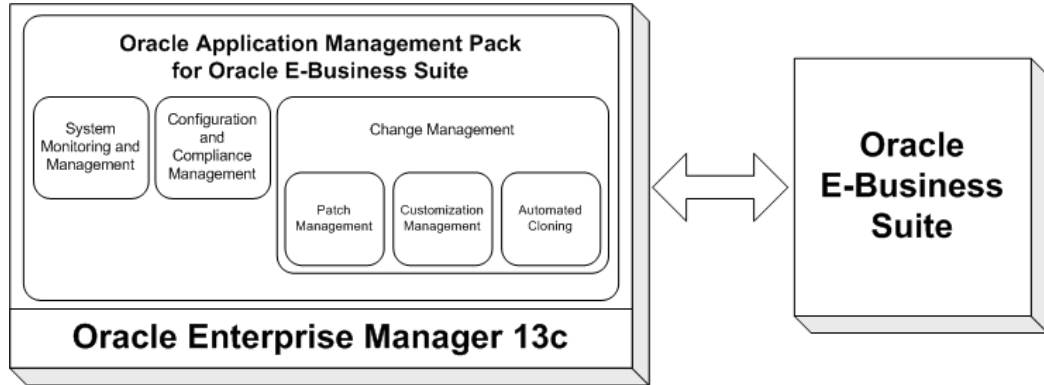 Oracle Application Management Pack
for Oracle E-Business Suite
System
Monitoring and
Management
Configuration
and
Compliance
Management
Change Management
Patch
Management
Customization
Management
Automated
Cloning
Oracle Enterprise Manager 13c
Oracle
E-Business
Suite